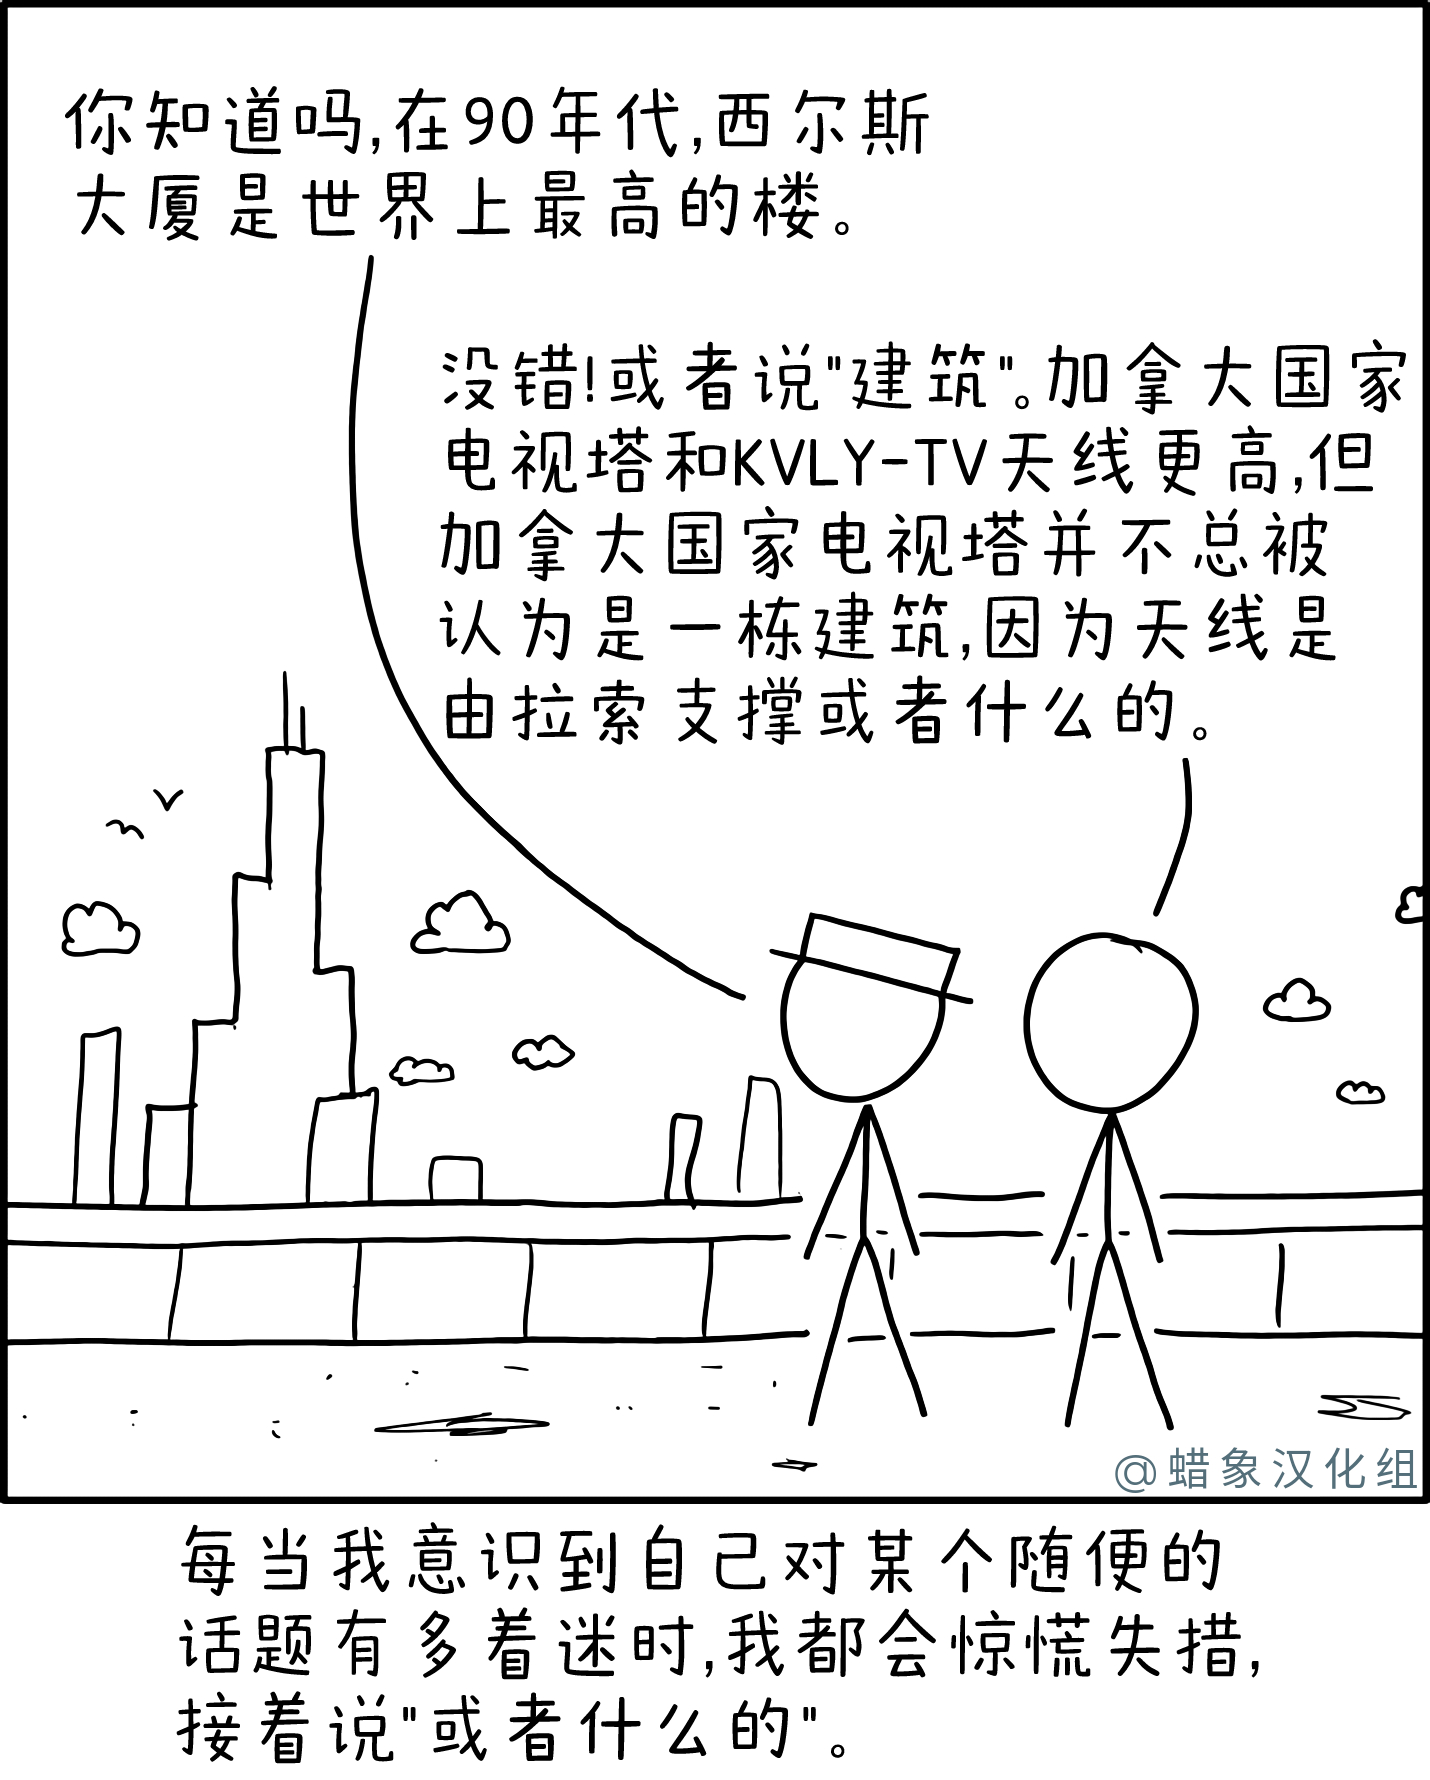 你知道吗,在90年代,西尔斯
大厦是世界上最高的楼。
没错!或者说"建筑"。加拿大国家
电视塔和KVLY-TV天线更高,但
加拿大国家电视塔并不总被
认为是一栋建筑,因为天线是
由拉索支撑或者什么的。
@蜡象汉化组
每当我意识到自己对某个随便的
话题有多着迷时,我都会惊慌失措,
接着说"或者什么的"。